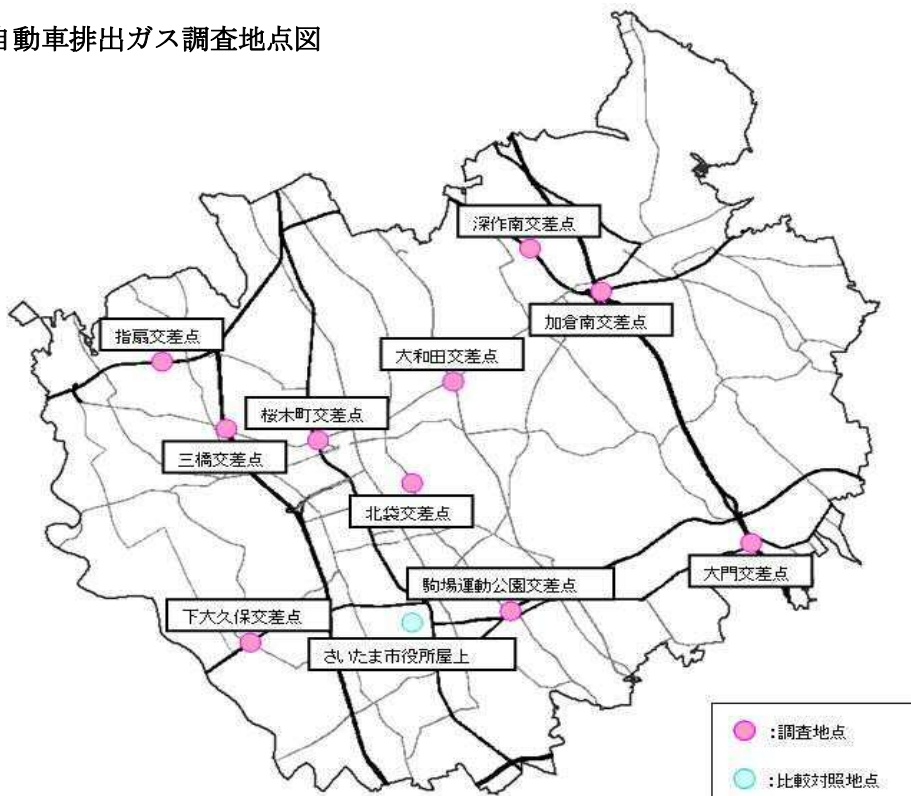 自動車排出ガス調査地点図
深作南交差点
加倉南交差点
指扇交差点
大和田交差点
桜木町交差点
三橋交差点
北袋交差点
大門交差点
駒場運動公園交差点
下大久保交差点
さいたま市役所屋上
:調査地点
:比較対照地点